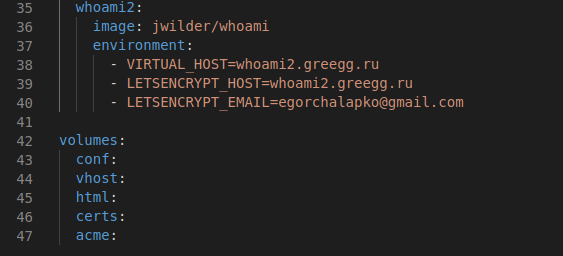 35 whoami2:
36 image: jwilder/whoami
37 environment:
38 - VIRTUAL_HOST=whoami2.greegg.ru
39 - LETSENCRYPT_HOST=whoami2.greegg.ru
40 - LETSENCRYPT_EMAIL=egorchalapko@gmail.com
41
42 volumes:
43 conf:
44 vhost:
45 html:
46 certs:
47 acme: